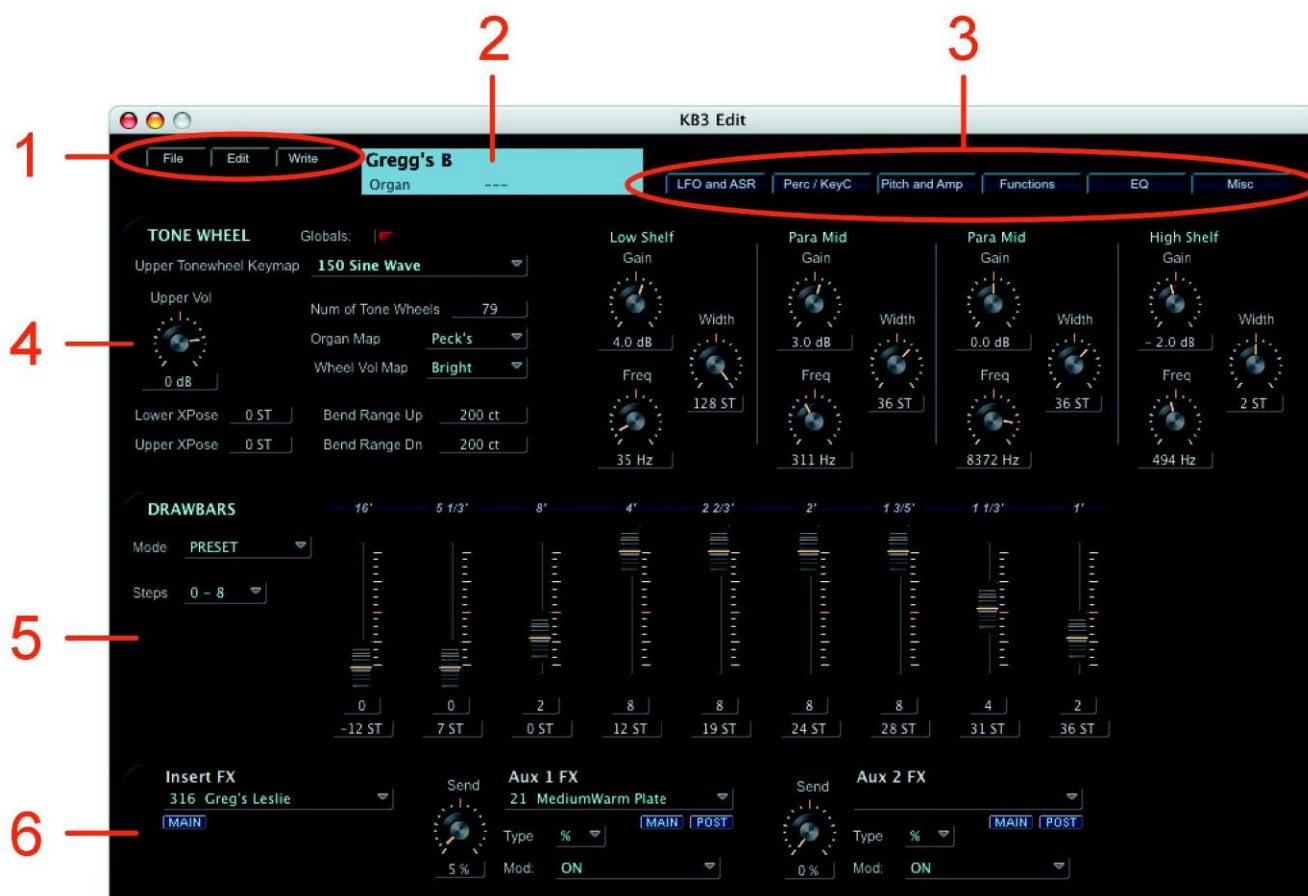 2
3
KB3 Edit
1
File Edit Write
Gregg's B
Organ ---
LFO and ASR Perc / KeyC Pitch and Amp Functions EQ Misc
TONE WHEEL Globals:
Upper Tonewheel Keymap 150 Sine Wave
Low Shelf Para Mid Para Mid High Shelf
Gain Gain Gain Gain
4
Upper Vol
0 dB
Num of Tone Wheels 79
Organ Map Peck's
Wheel Vol Map Bright
Width Width Width Width
4.0 dB 3.0 dB 0.0 dB - 2.0 dB
Freq Freq Freq Freq
128 ST 36 ST 36 ST 2 ST
Lower XPose 0 ST Bend Range Up 200 ct
Upper XPose 0 ST Bend Range Dn 200 ct
35 Hz 311 Hz 8372 Hz 494 Hz
DRAWBARS 16' 5 1/3' 8' 4' 2 2/3' 2' 1 3/5' 1 1/3' 1'
Mode PRESET
Steps 0 - 8
5
0 0 2 8 8 8 8 4 2
-12 ST 7 ST 0 ST 12 ST 19 ST 24 ST 28 ST 31 ST 36 ST
6
Insert FX
316 Greg's Leslie
MAIN
Send
5 %
Aux 1 FX
21 MediumWarm Plate
MAIN POST
Type %
Mod: ON
Send
0 %
Aux 2 FX
MAIN POST
Type %
Mod: ON